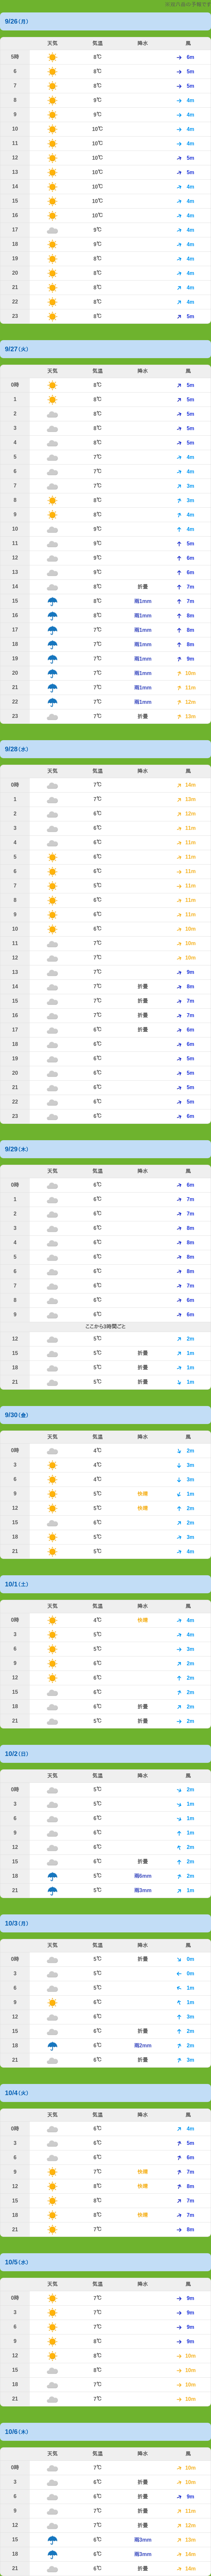 9/26(月)
天気 気温 降水 風
5時 8℃ 6m
6 8℃ 5m
7 8℃ 5m
8 9℃ 4m
9 9℃ 4m
10 10℃ 4m
11 10℃ 4m
12 10℃ 5m
13 10℃ 5m
14 10℃ 4m
15 10℃ 4m
16 10℃ 4m
17 9℃ 4m
18 9℃ 4m
19 8℃ 4m
20 8℃ 4m
21 8℃ 4m
22 8℃ 4m
23 8℃ 5m
9/27(火)
天気 気温 降水 風
0時 8℃ 5m
1 8℃ 5m
2 8℃ 5m
3 8℃ 5m
4 8℃ 5m
5 7℃ 4m
6 7℃ 4m
7 7℃ 3m
8 8℃ 3m
9 8℃ 4m
10 9℃ 4m
11 9℃ 5m
12 9℃ 6m
13 9℃ 6m
14 8℃ 折畳 7m
15 8℃ 雨1mm 7m
16 8℃ 雨1mm 8m
17 7℃ 雨1mm 8m
18 7℃ 雨1mm 8m
19 7℃ 雨1mm 9m
20 7℃ 雨1mm 10m
21 7℃ 雨1mm 11m
22 7℃ 雨1mm 12m
23 7℃ 折畳 13m
9/28(水)
天気 気温 降水 風
0時 7℃ 14m
1 7℃ 13m
2 6℃ 12m
3 6℃ 11m
4 6℃ 11m
5 6℃ 11m
6 6℃ 11m
7 5℃ 11m
8 6℃ 11m
9 6℃ 11m
10 6℃ 10m
11 7℃ 10m
12 7℃ 10m
13 7℃ 9m
14 7℃ 折畳 8m
15 7℃ 折畳 7m
16 7℃ 折畳 7m
17 6℃ 折畳 6m
18 6℃ 6m
19 6℃ 5m
20 6℃ 5m
21 6℃ 5m
22 6℃ 5m
23 6℃ 6m
9/29(木)
天気 気温 降水 風
0時 6℃ 6m
1 6℃ 7m
2 6℃ 7m
3 6℃ 8m
4 6℃ 8m
5 6℃ 8m
6 6℃ 8m
7 6℃ 7m
8 6℃ 6m
9 6℃ 6m
ここから3時間ごと
12 5℃ 2m
15 5℃ 折畳 1m
18 5℃ 折畳 1m
21 5℃ 折畳 1m
9/30(金)
天気 気温 降水 風
0時 4℃ 2m
3 4℃ 3m
6 4℃ 3m
9 5℃ 快環 1m
12 5℃ 快環 2m
15 6℃ 2m
18 5℃ 3m
21 5℃ 4m
10/1(土)
天気 気温 降水 風
0時 4℃ 快環 4m
3 5℃ 4m
6 5℃ 3m
9 6℃ 2m
12 6℃ 2m
15 6℃ 2m
18 6℃ 折畳 2m
21 5℃ 折畳 2m
10/2(日)
天気 気温 降水 風
0時 5℃ 2m
3 5℃ 1m
6 6℃ 1m
9 6℃ 1m
12 6℃ 2m
15 6℃ 折畳 2m
18 5℃ 雨6mm 2m
21 5℃ 雨3mm 1m
10/3(月)
天気 気温 降水 風
0時 5℃ 折畳 0m
3 5℃ 0m
6 5℃ 1m
9 6℃ 1m
12 6℃ 3m
15 6℃ 折畳 2m
18 6℃ 雨2mm 2m
21 6℃ 折畳 3m
10/4(火)
天気 気温 降水 風
0時 6℃ 4m
3 6℃ 5m
6 6℃ 6m
9 7℃ 快環 7m
12 8℃ 快環 8m
15 8℃ 7m
18 8℃ 快環 7m
21 7℃ 8m
10/5(水)
天気 気温 降水 風
0時 7℃ 9m
3 7℃ 9m
6 7℃ 9m
9 8℃ 9m
12 8℃ 10m
15 8℃ 10m
18 7℃ 10m
21 7℃ 10m
10/6(木)
天気 気温 降水 風
0時 7℃ 10m
3 6℃ 折畳 10m
6 6℃ 折畳 9m
9 7℃ 折畳 11m
12 7℃ 折畳 12m
15 6℃ 雨3mm 13m
18 6℃ 雨3mm 14m
21 6℃ 折畳 14m